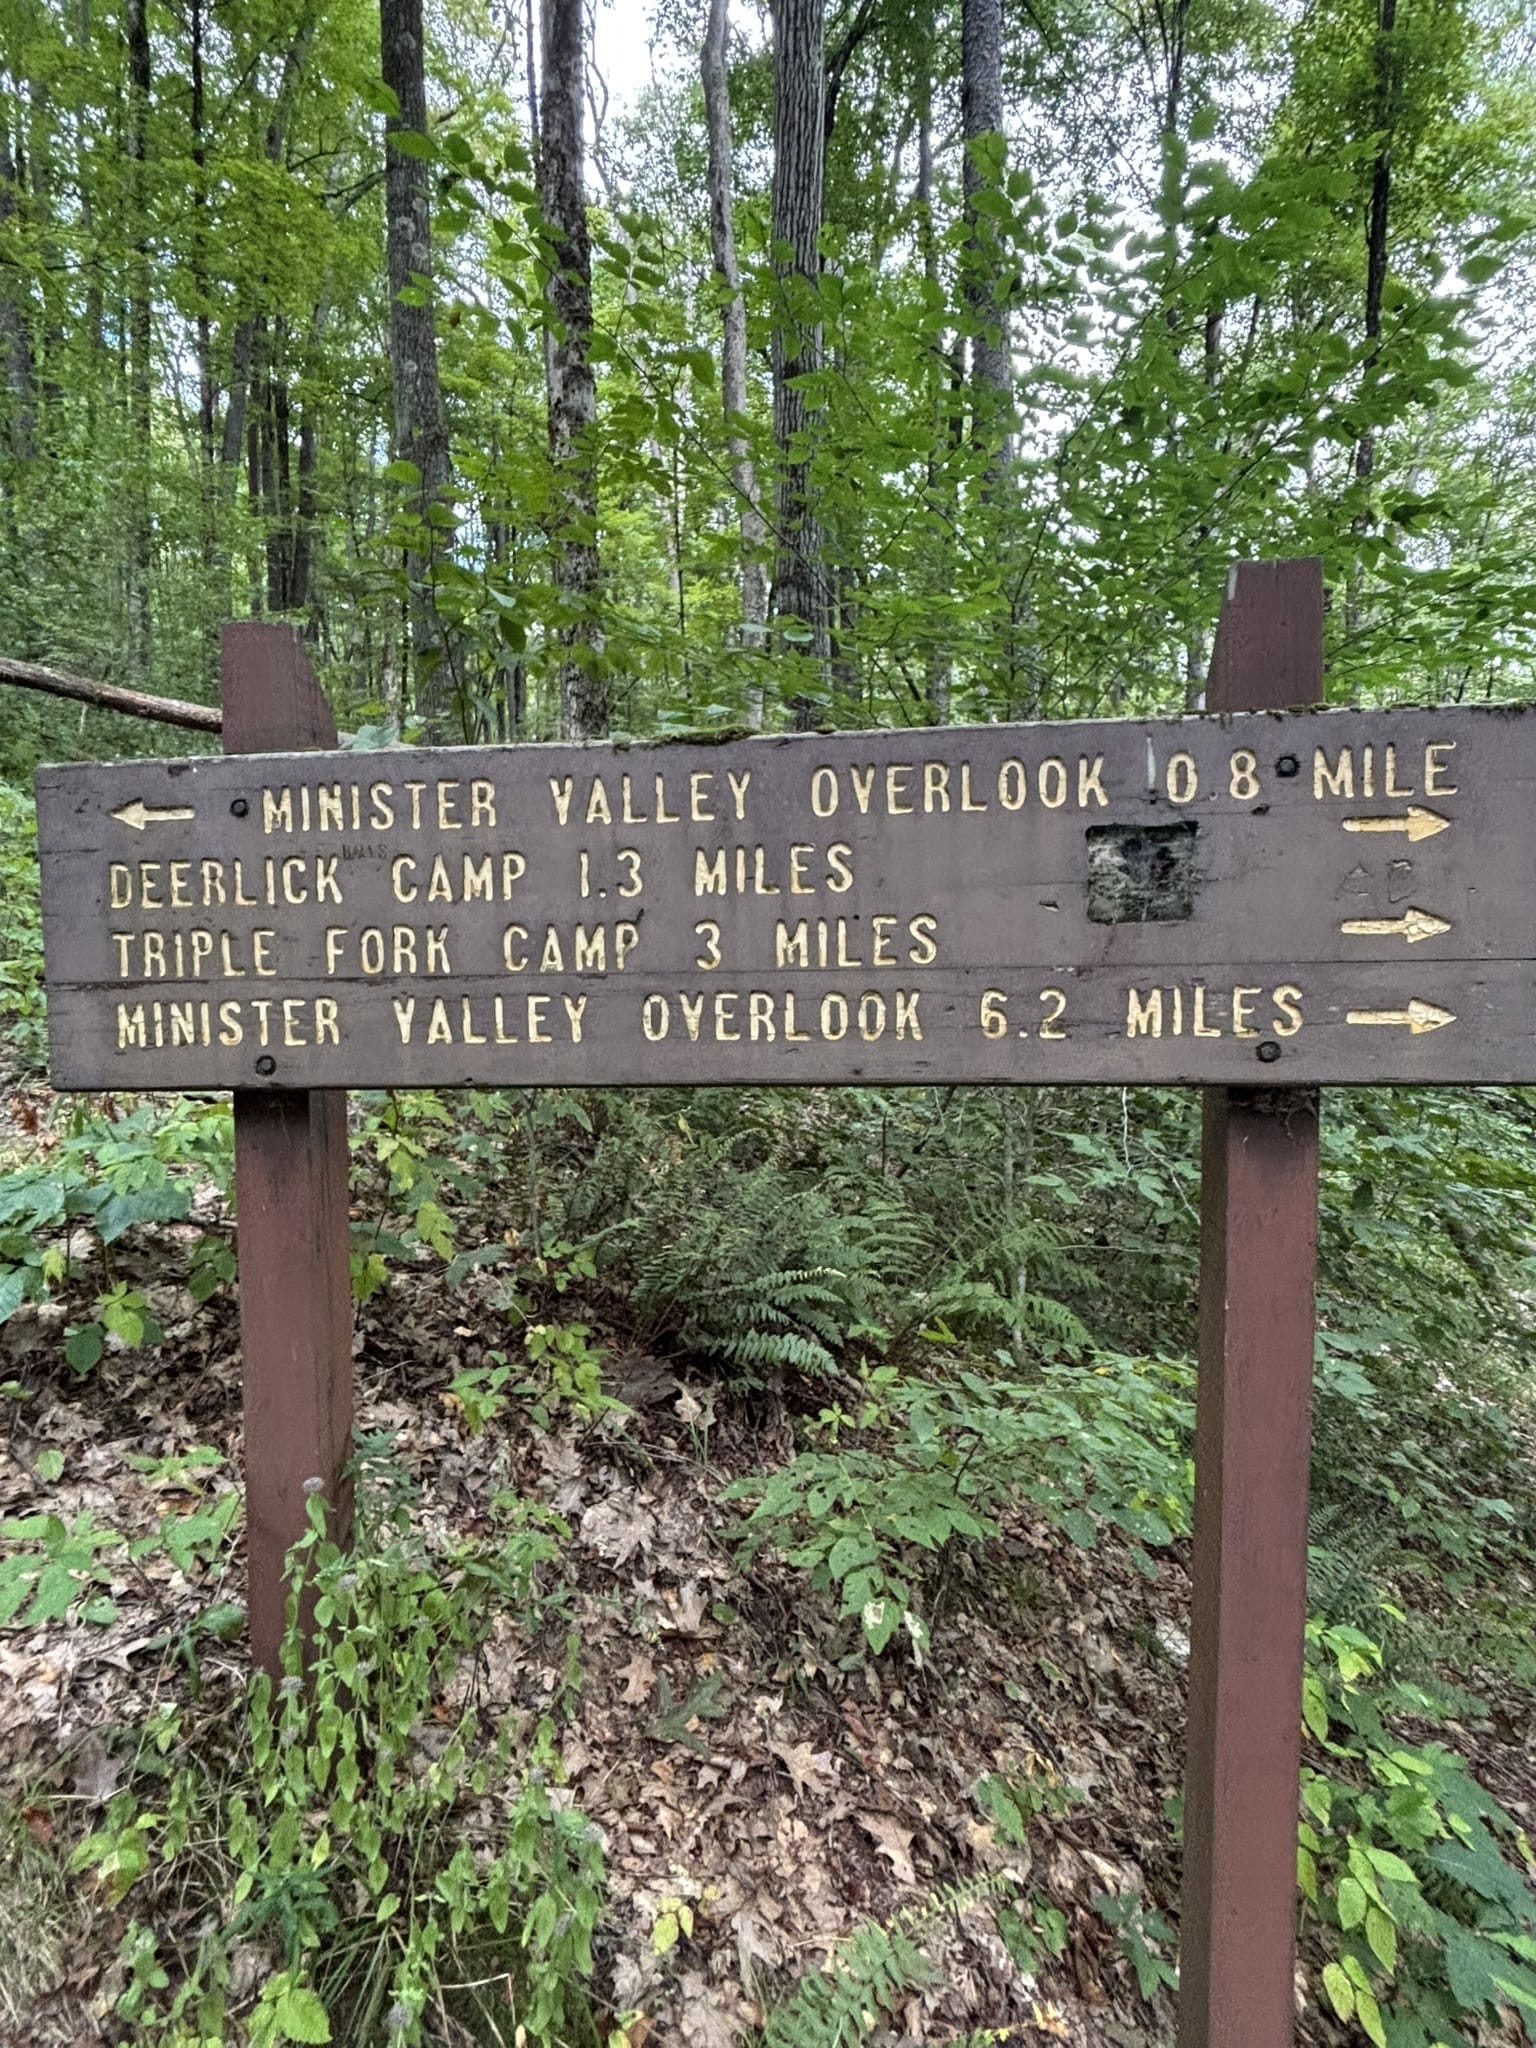 ← MINISTER VALLEY OVERLOOK 0.8 MILE
DEERLICK CAMP 1.3 MILES →
TRIPLE FORK CAMP 3 MILES →
MINISTER VALLEY OVERLOOK 6.2 MILES →